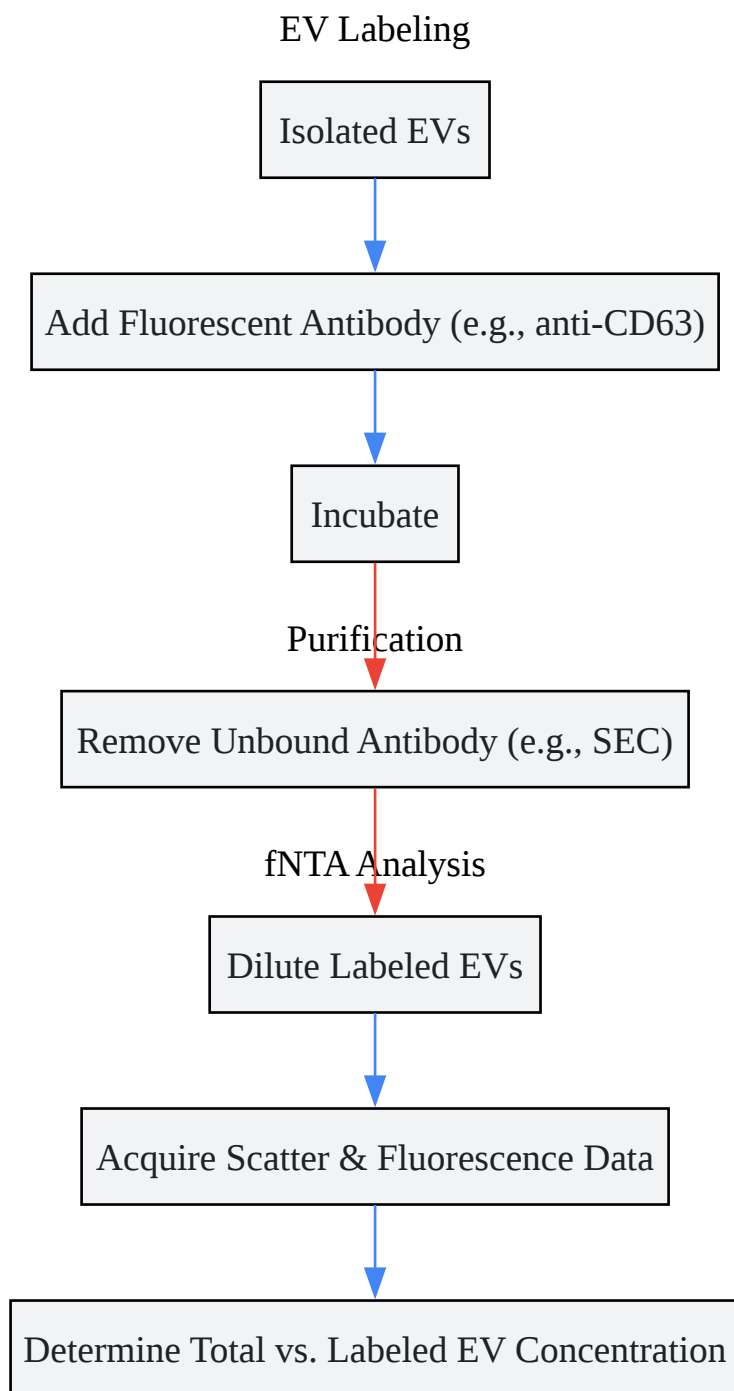 EV Labeling
Isolated EVs
Add Fluorescent Antibody (e.g., anti-CD63)
Incubate
Purification
Remove Unbound Antibody (e.g., SEC)
fNTA Analysis
Dilute Labeled EVs
Acquire Scatter & Fluorescence Data
Determine Total vs. Labeled EV Concentration